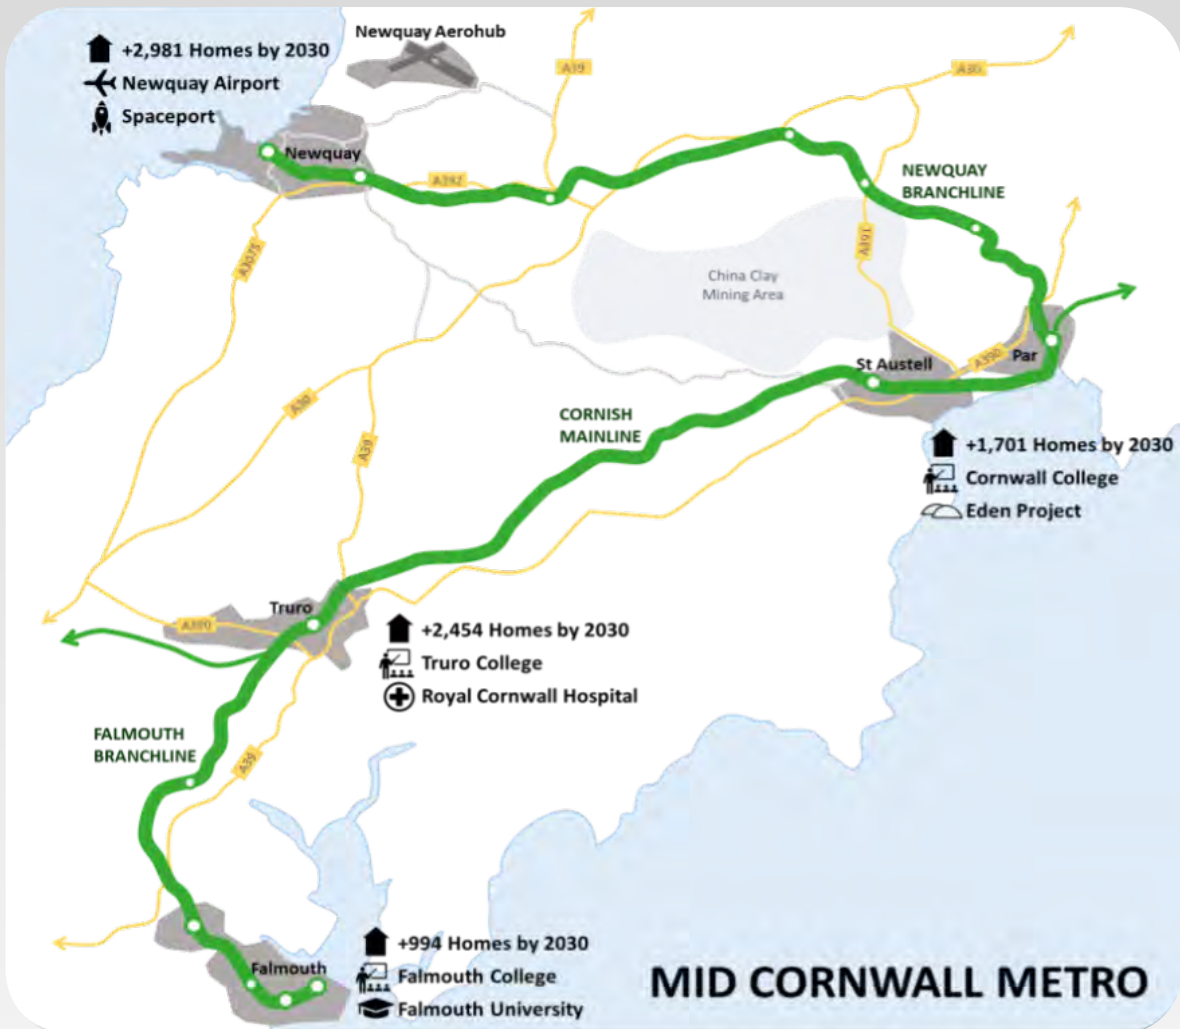 Newquay Aerohub
+2,981 Homes by 2030
Newquay Airport
Spaceport
A39
A30
Newquay
A392
NEWQUAY
BRANCHLINE
A3075
A391
China Clay
Mining Area
St Austell
A390
Par
CORNISH
MAINLINE
A30
A39
+1,701 Homes by 2030
Cornwall College
Eden Project
Truro
A390
+2,454 Homes by 2030
Truro College
Royal Cornwall Hospital
FALMOUTH
BRANCHLINE
A39
Falmouth
+994 Homes by 2030
Falmouth College
Falmouth University
MID CORNWALL METRO